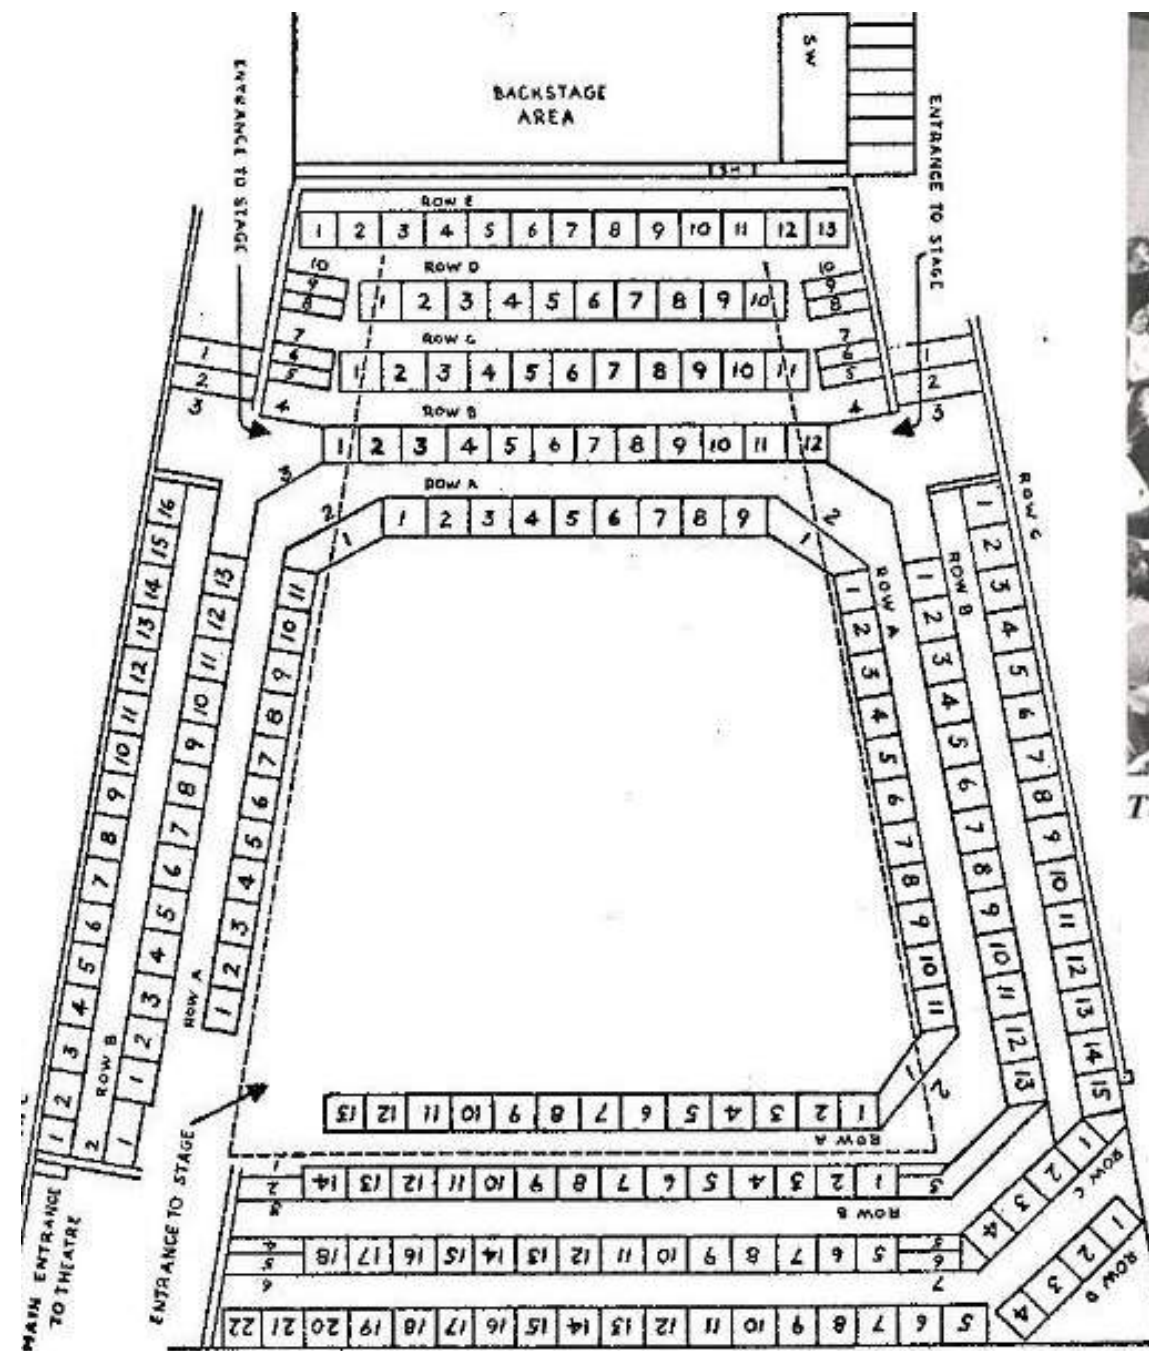 BACKSTAGE
AREA
SW
ENTRANCE TO STAGE
ENTRANCE TO STAGE
SH
ROW E
1 2 3 4 5 6 7 8 9 10 11 12 13
ROW D
10 9 8
1 2 3 4 5 6 7 8 9 10
10 9 8
ROW C
7 6 5
1 2 3 4 5 6 7 8 9 10 11
7 6 5
1 2 3
4
ROW B
4
1 2 3
1 2 3 4 5 6 7 8 9 10 11 12
3
ROW A
2 1
1 2 3 4 5 6 7 8 9
2 1
16 15 14 13 12 11 10 9 8 7 6 5 4 3 2 1
13 12 11 10 9 8 7 6 5 4 3 2 1
ROW B
2 1
11 10 9 8 7 6 5 4 3 2 1
ROW A
1 2 3 4 5 6 7 8 9 10 11
ROW A
1 2 3 4 5 6 7 8 9 10 11 12 13
ROW B
1 2 3 4 5 6 7 8 9 10 11 12 13 14 15
ROW C
1 2
13 12 11 10 9 8 7 6 5 4 3 2 1
ROW A
14 13 12 11 10 9 8 7 6 5 4 3 2 1
3
ROW B
18 17 16 15 14 13 12 11 10 9 8 7 6 5
4 3 2 1
ROW C
5 6 7
6
22 21 20 19 18 17 16 15 14 13 12 11 10 9 8 7 6 5
4 3 2 1
ROW D
MAIN ENTRANCE
TO THEATRE
ENTRANCE TO STAGE
T